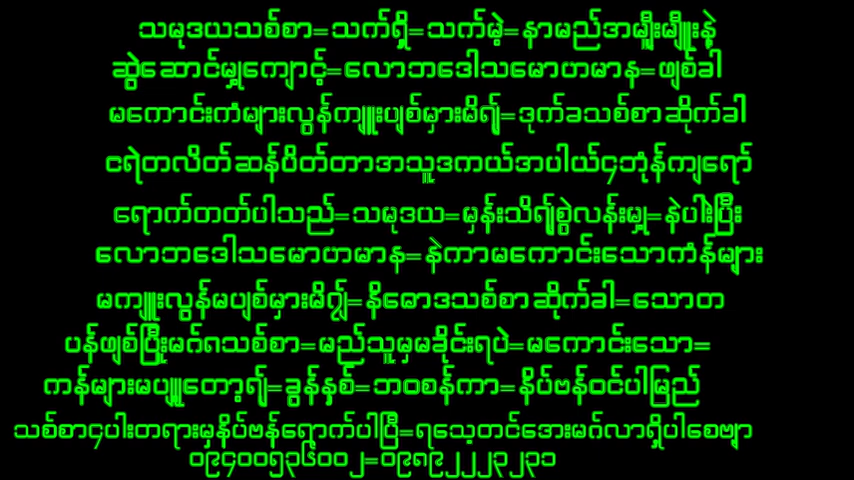 သမုဒယသစ်စာ=သက်ရှိ=သက်မဲ့=နာမည်အမျိုးမျိုးနဲ့
ဆွဲဆောင်မှု့ကျောင့်=လောဘဒေါသမောဟမာန=ဖျစ်ခါ
မကောင်းကံများလွန်ကျူးပျစ်မှားမိ၍=ဒုက်ခသစ်စာဆိုက်ခါ
ငရဲတလိတ်ဆန်ပိတ်တာအသူဒကယ်အပါယ်၄ဘုံန်ကျရော်
ရောက်တတ်ပါသည်=သမုဒယ=မှန်းသိ၍စွဲလန်းမှု=နဲပါးပြီး
လောဘဒေါသမောဟမာန=နဲကာမကောင်းသောကံန်များ
မကျူးလွန်မပျစ်မှားမိ၍=နိဓောဒသစ်စာဆိုက်ခါ=သောတ
ပန်ဖျစ်ပြီးမဂ်ဂသစ်စာ=မည်သူမှမခိုင်းရပဲ=မကောင်းသော=
ကန်များမပျူတော့ရ၍=ခွန်နှစ်=ဘဝစန်ကာ=နိပ်ဗန်ဝင်ပါမြည်
သစ်စာ၄ပါးတရားမှနိပ်ဗန်ရောက်ပါပြီ=ရသေ့တင်အေးမဂ်လာရှိပါစေဗျာ
၀၉၄၀၀၅၃၆၀၀၂=၀၉၈၉၂၂၂၃၂၃၁